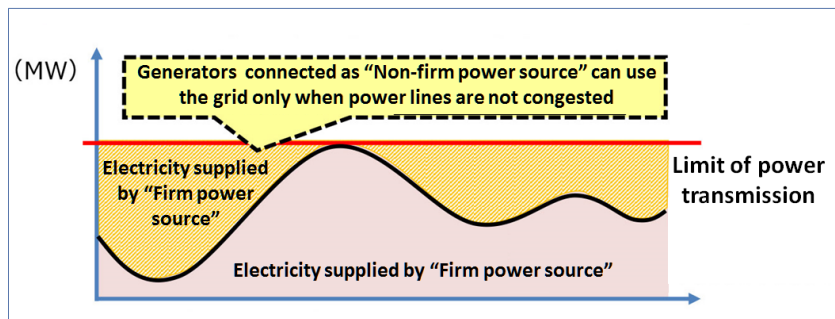 (MW)
Generators connected as “Non-firm power source” can use
the grid only when power lines are not congested
Electricity supplied
by “Firm power
source”
Limit of power
transmission
Electricity supplied by “Firm power source”